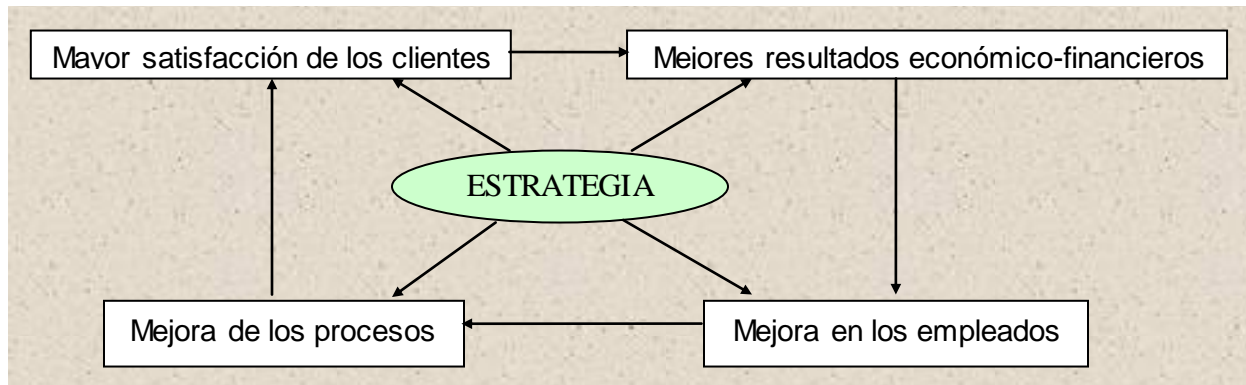 Mayor satisfacción de los clientes
Mejores resultados económico-financieros
ESTRATEGIA
Mejora de los procesos
Mejora en los empleados